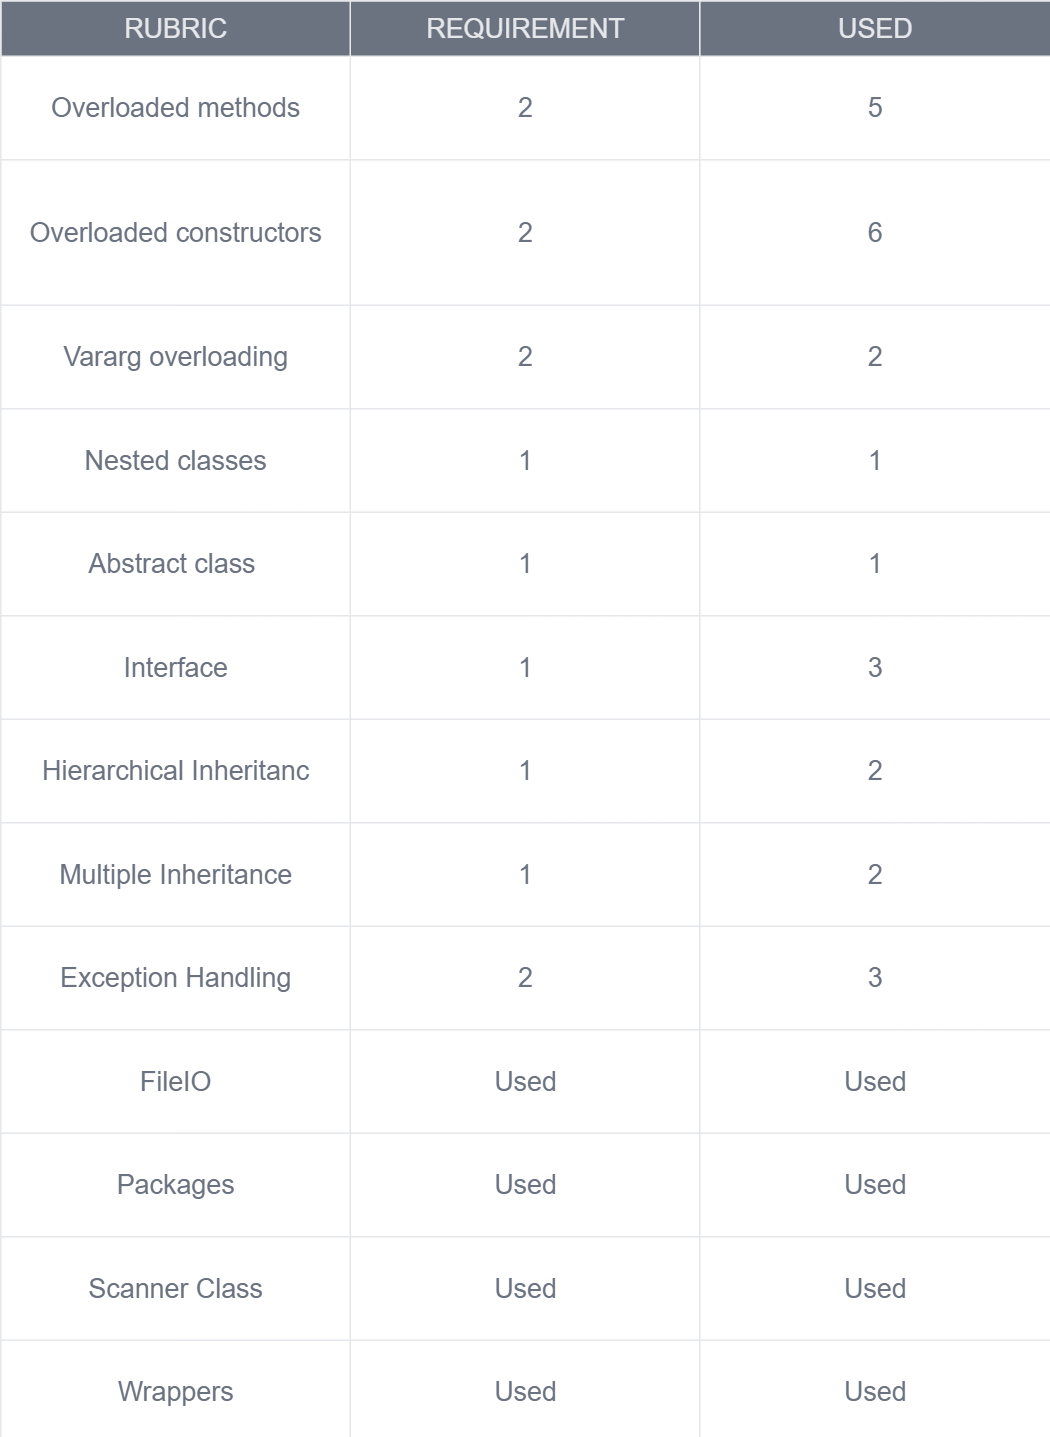 RUBRIC REQUIREMENT USED
Overloaded methods 2 5
Overloaded constructors 2 6
Vararg overloading 2 2
Nested classes 1 1
Abstract class 1 1
Interface 1 3
Hierarchical Inheritanc 1 2
Multiple Inheritance 1 2
Exception Handling 2 3
FileIO Used Used
Packages Used Used
Scanner Class Used Used
Wrappers Used Used